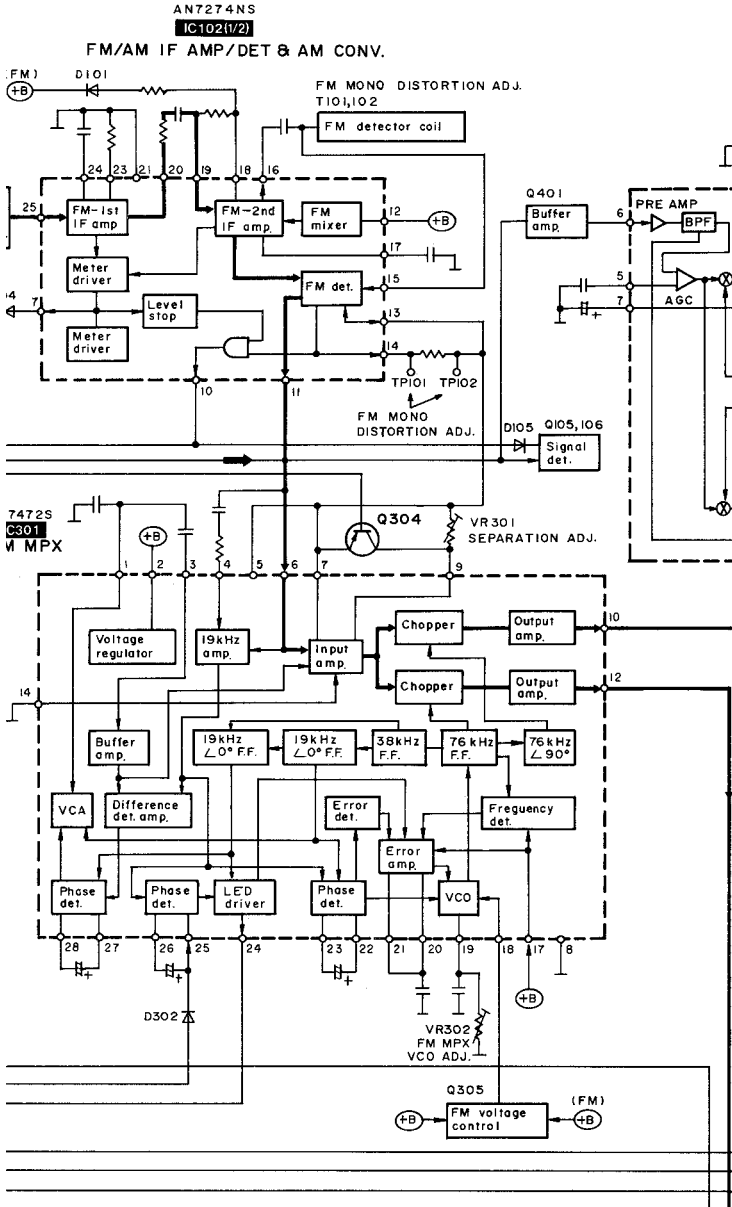 AN7274NS
IC102(1/2)
FM/AM IF AMP/DET & AM CONV.
(FM)
+B
D101
FM MONO DISTORTION ADJ.
T101,102
FM detector coil
24 23 21 20 19 18 16
25
FM-1st IF amp
FM-2nd IF amp.
FM mixer
12
+B
17
Q401
Buffer amp.
6
PRE AMP
BPF
Meter driver
FM det.
15
5
AGC
7
7
Level stop
13
Meter driver
14
10
11
TP101
TP102
FM MONO
DISTORTION ADJ.
D105
Q105,106
Signal det.
7472S
C301
M MPX
+B
Q304
VR301
SEPARATION ADJ.
1 2 3 4 5 6 7 9
Voltage regulator
19kHz amp.
Input amp.
Chopper
Output amp.
10
Chopper
Output amp.
12
14
Buffer amp.
19kHz ∠0° F.F.
19kHz ∠0° F.F.
38kHz F.F.
76kHz F.F.
76kHz ∠90°
VCA
Difference det. amp.
Error det.
Freguency det.
Error amp.
Phase det.
Phase det.
LED driver
Phase det.
VCO
28 27 26 25 24 23 22 21 20 19 18 17 8
+B
D302
VR302
FM MPX
VCO ADJ.
Q305
(FM)
+B
FM voltage control
+B